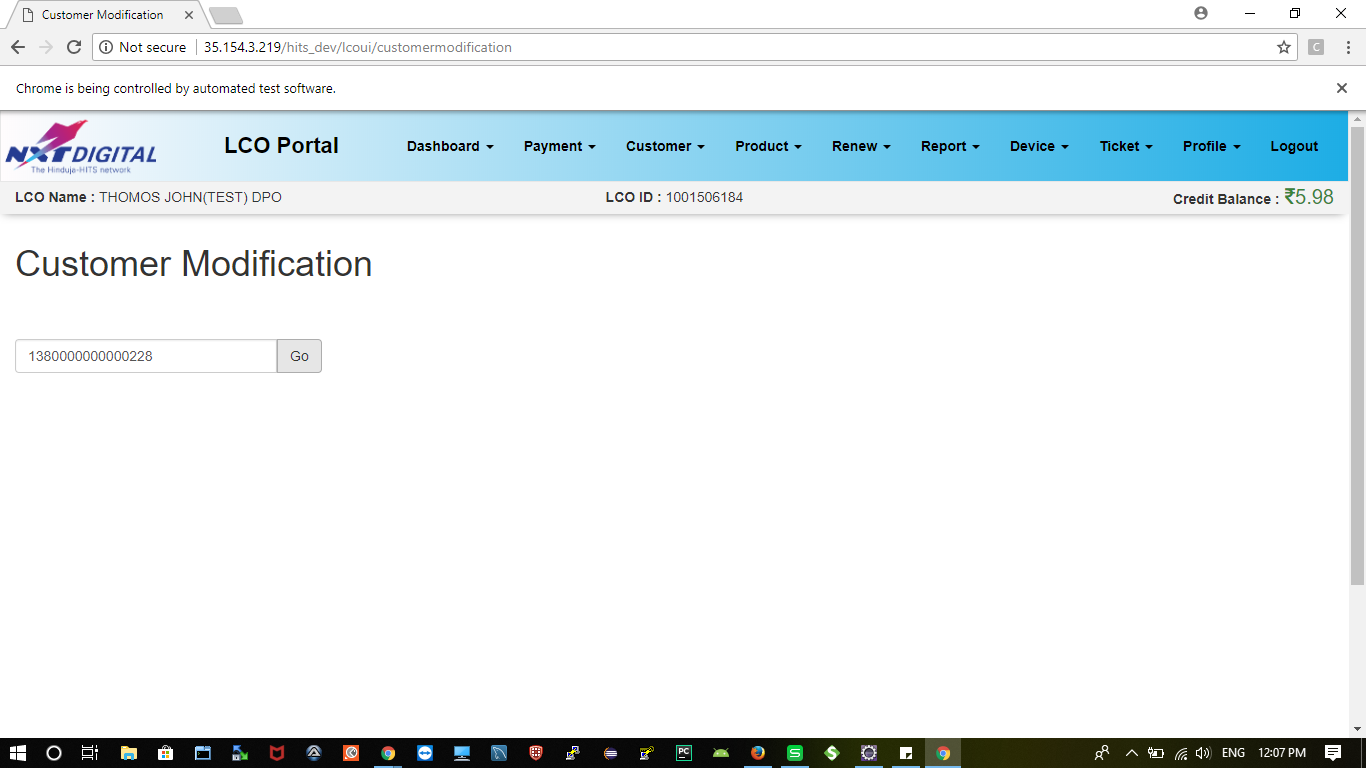 Customer Modification
Not secure 35.154.3.219/hits_dev/lcoui/customermodification
C
Chrome is being controlled by automated test software.
NXTDIGITAL
The Hinduja-HITS network
LCO Portal
Dashboard Payment Customer Product Renew Report Device Ticket Profile Logout
LCO Name : THOMOS JOHN(TEST) DPO LCO ID : 1001506184 Credit Balance : ₹5.98
Customer Modification
1380000000000228 Go
PC S S ENG 12:07 PM